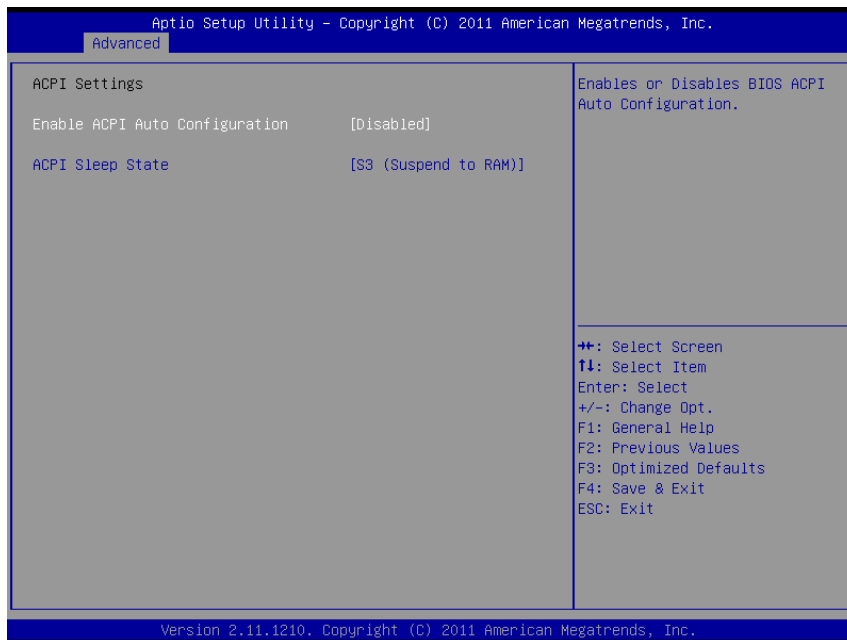 Aptio Setup Utility – Copyright (C) 2011 American Megatrends, Inc.
Advanced
ACPI Settings
Enable ACPI Auto Configuration [Disabled]
ACPI Sleep State [S3 (Suspend to RAM)]
Enables or Disables BIOS ACPI
Auto Configuration.
→←: Select Screen
↑↓: Select Item
Enter: Select
+/-: Change Opt.
F1: General Help
F2: Previous Values
F3: Optimized Defaults
F4: Save & Exit
ESC: Exit
Version 2.11.1210. Copyright (C) 2011 American Megatrends, Inc.